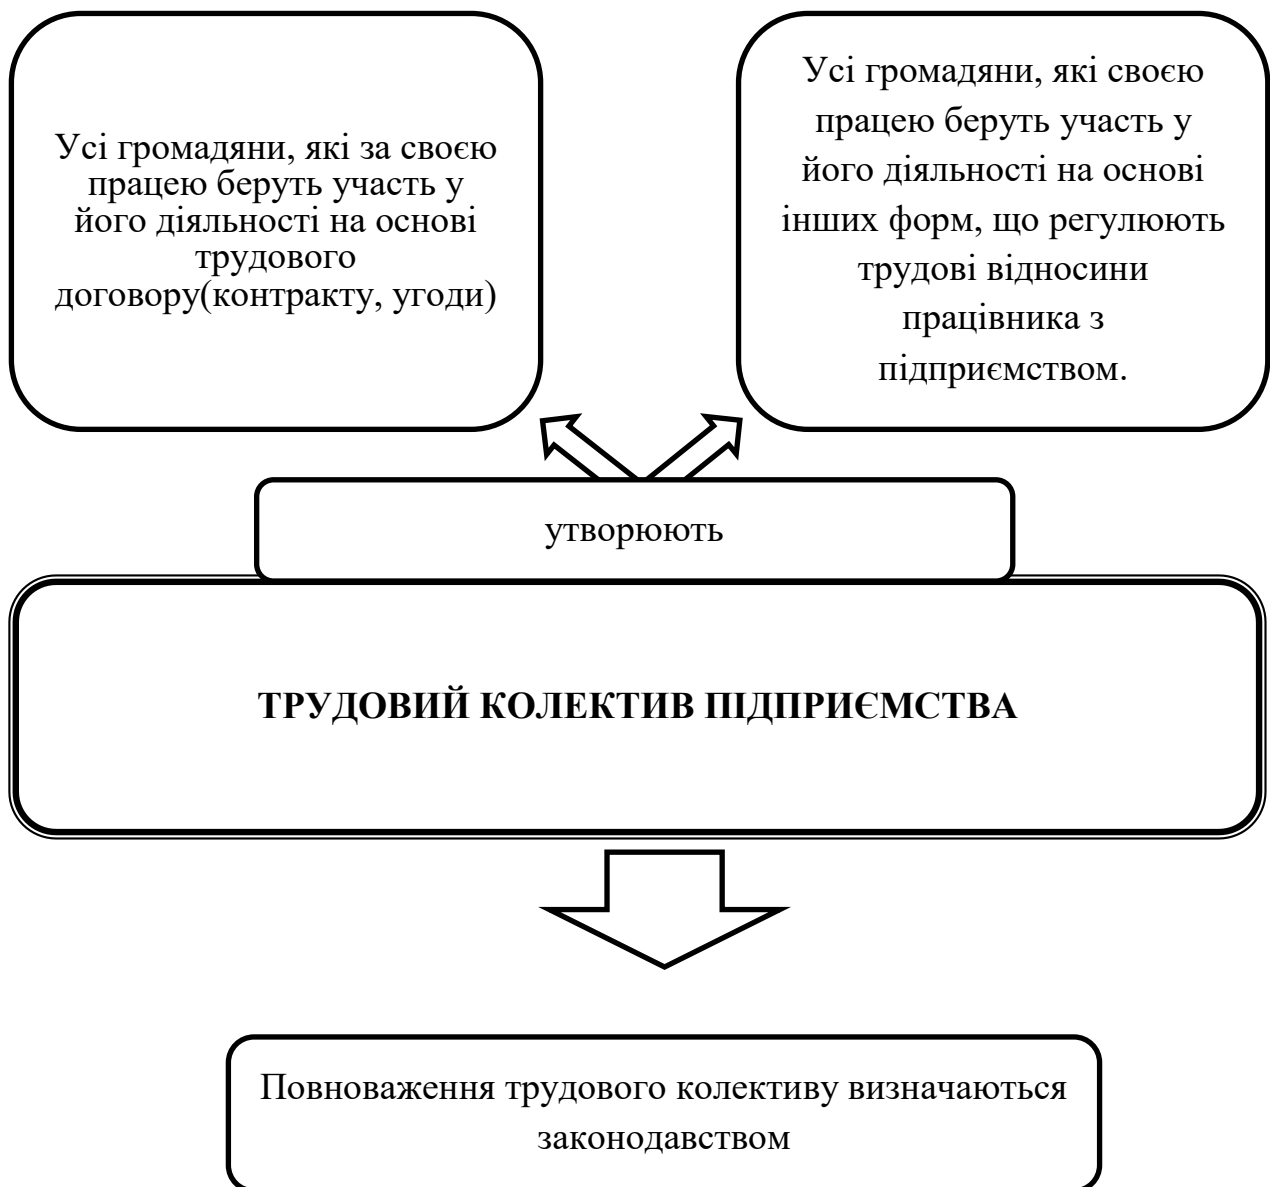 Усі громадяни, які за своєю
працею беруть участь у
його діяльності на основі
трудового
договору(контракту, угоди)
Усі громадяни, які своєю
працею беруть участь у
його діяльності на основі
інших форм, що регулюють
трудові відносини
працівника з
підприємством.
утворюють
ТРУДОВИЙ КОЛЕКТИВ ПІДПРИЄМСТВА
Повноваження трудового колективу визначаються
законодавством